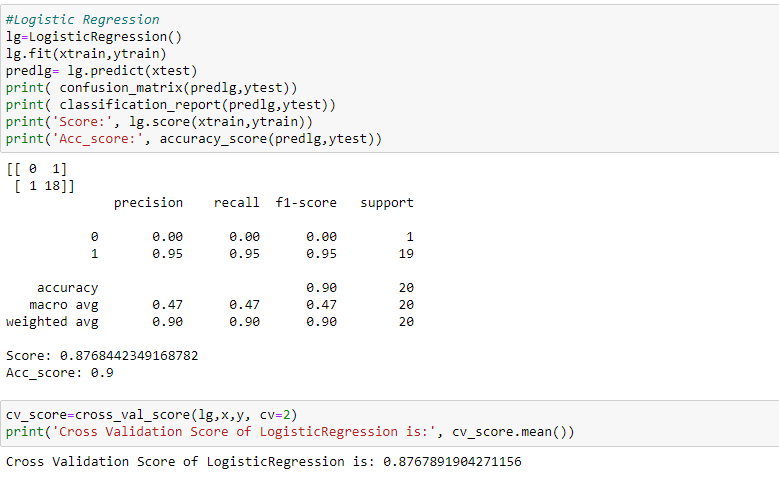 #Logistic Regression
lg=LogisticRegression()
lg.fit(xtrain,ytrain)
predlg= lg.predict(xtest)
print( confusion_matrix(predlg,ytest))
print( classification_report(predlg,ytest))
print('Score:', lg.score(xtrain,ytrain))
print('Acc_score:', accuracy_score(predlg,ytest))
[[ 0  1]
 [ 1 18]]
              precision    recall  f1-score   support
           0       0.00      0.00      0.00         1
           1       0.95      0.95      0.95        19
    accuracy                           0.90        20
   macro avg       0.47      0.47      0.47        20
weighted avg       0.90      0.90      0.90        20
Score: 0.8768442349168782
Acc_score: 0.9
cv_score=cross_val_score(lg,x,y, cv=2)
print('Cross Validation Score of LogisticRegression is:', cv_score.mean())
Cross Validation Score of LogisticRegression is: 0.8767891904271156